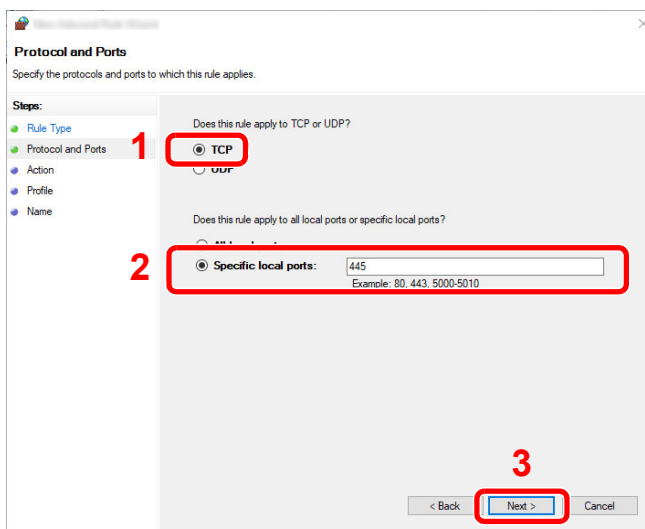 Protocol and Ports
Specify the protocols and ports to which this rule applies.
Steps:
Rule Type
Protocol and Ports
Action
Profile
Name
Does this rule apply to TCP or UDP?
1
TCP
UDP
Does this rule apply to all local ports or specific local ports?
2
Specific local ports: 445
Example: 80, 443, 5000-5010
3
< Back Next > Cancel